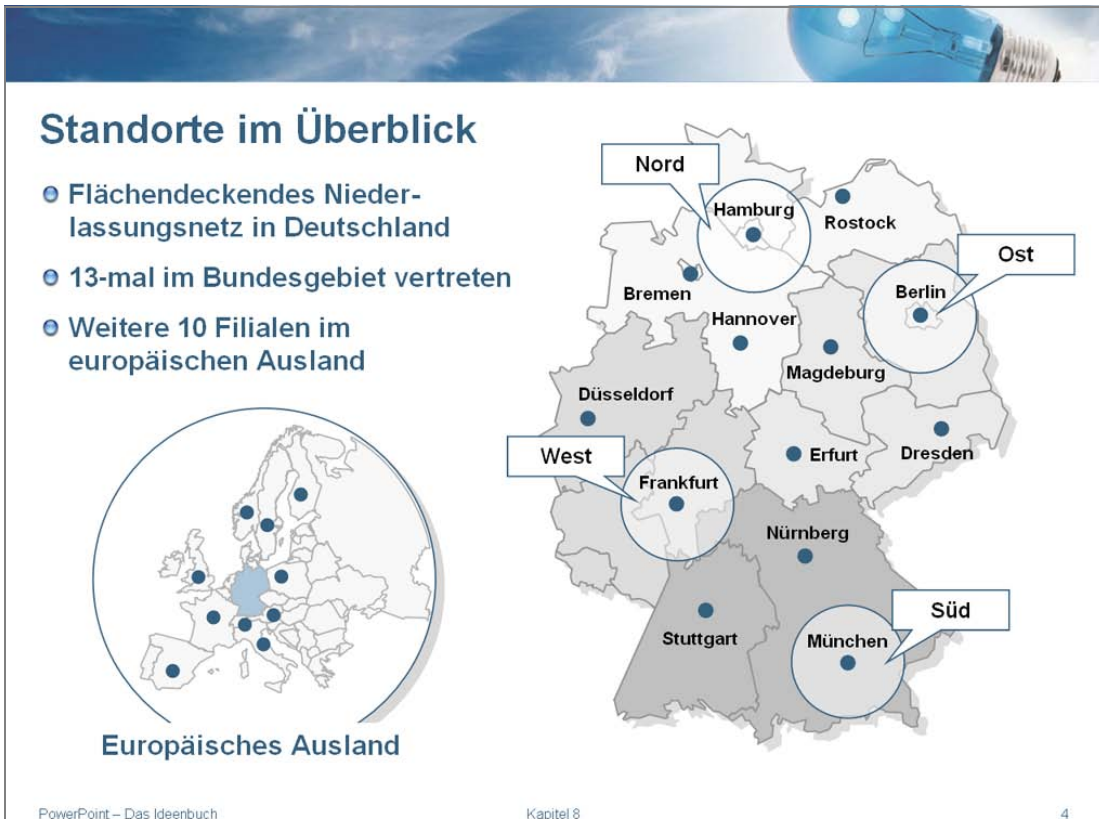 Standorte im Überblick
Flächendeckendes Nieder-
lassungsnetz in Deutschland
13-mal im Bundesgebiet vertreten
Weitere 10 Filialen im
europäischen Ausland
Europäisches Ausland
Nord
Hamburg
Rostock
Ost
Berlin
Bremen
Hannover
Magdeburg
Düsseldorf
West
Frankfurt
Erfurt
Dresden
Nürnberg
Süd
Stuttgart
München
PowerPoint – Das Ideenbuch
Kapitel 8
4